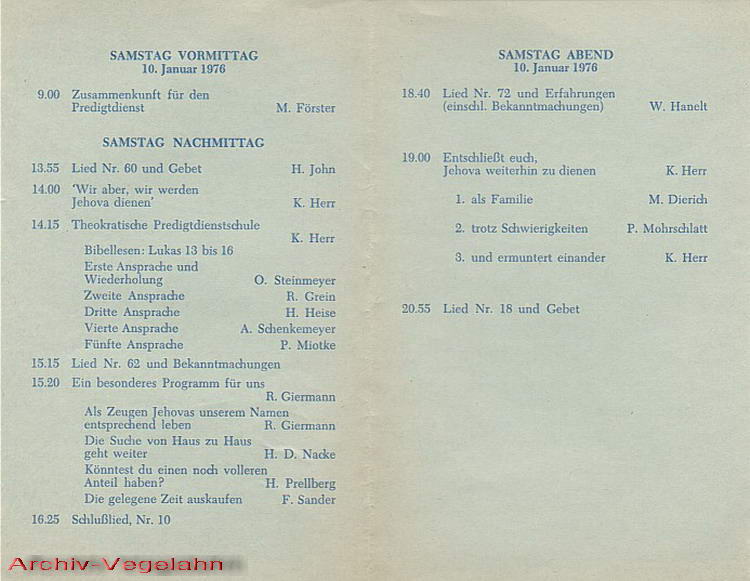 SAMSTAG VORMITTAG
10. Januar 1976
9.00 Zusammenkunft für den
Predigtdienst M. Förster
SAMSTAG NACHMITTAG
13.55 Lied Nr. 60 und Gebet H. John
14.00 'Wir aber, wir werden
Jehova dienen' K. Herr
14.15 Theokratische Predigtdienstschule
K. Herr
Bibellesen: Lukas 13 bis 16
Erste Ansprache und
Wiederholung O. Steinmeyer
Zweite Ansprache R. Grein
Dritte Ansprache H. Heise
Vierte Ansprache A. Schenkemeyer
Fünfte Ansprache P. Miotke
15.15 Lied Nr. 62 und Bekanntmachungen
15.20 Ein besonderes Programm für uns
R. Giermann
Als Zeugen Jehovas unserem Namen
entsprechend leben R. Giermann
Die Suche von Haus zu Haus
geht weiter H. D. Nacke
Könntest du einen noch volleren
Anteil haben? H. Prellberg
Die gelegene Zeit auskaufen F. Sander
16.25 Schlußlied, Nr. 10
SAMSTAG ABEND
10. Januar 1976
18.40 Lied Nr. 72 und Erfahrungen
(einschl. Bekanntmachungen) W. Hanelt
19.00 Entschließt euch,
Jehova weiterhin zu dienen K. Herr
1. als Familie M. Dierich
2. trotz Schwierigkeiten P. Mohrschlatt
3. und ermuntert einander K. Herr
20.55 Lied Nr. 18 und Gebet
Archiv-Vegelahn